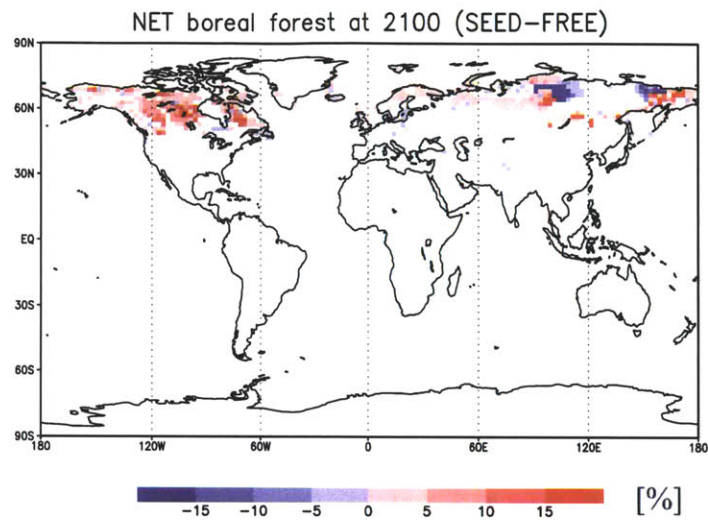 NET boreal forest at 2100 (SEED-FREE)
90N
60N
30N
EQ
30S
60S
90S
180 120W 60W 0 60E 120E 180
-15 -10 -5 0 5 10 15 [%]